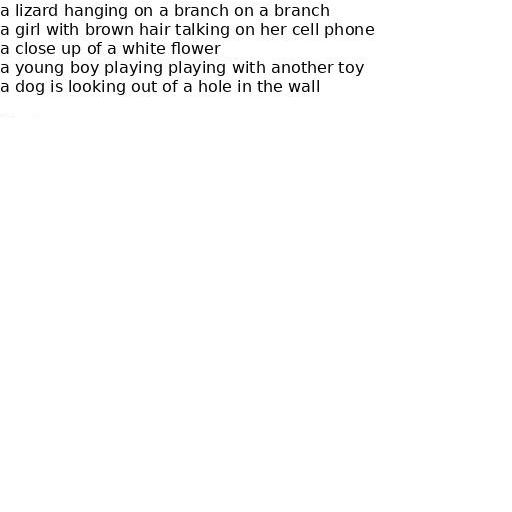 a lizard hanging on a branch on a branch
a girl with brown hair talking on her cell phone
a close up of a white flower
a young boy playing playing with another toy
a dog is looking out of a hole in the wall